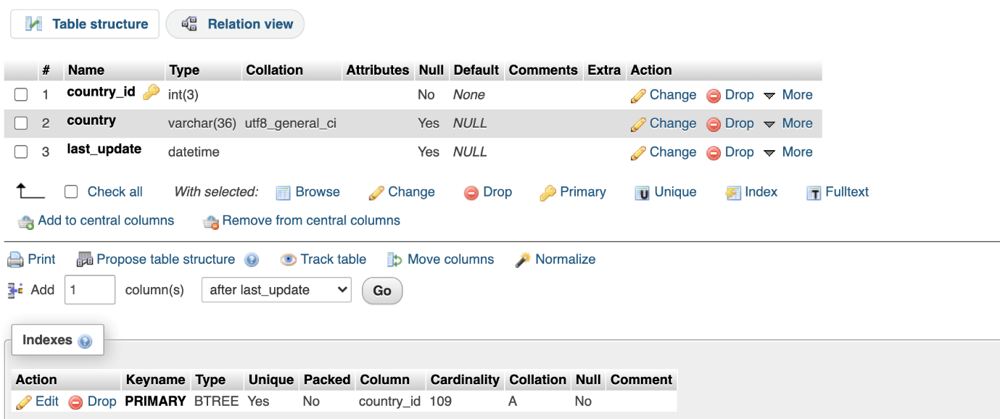 Table structure Relation view
# Name Type Collation Attributes Null Default Comments Extra Action
1 country_id int(3) No None Change Drop More
2 country varchar(36) utf8_general_ci Yes NULL Change Drop More
3 last_update datetime Yes NULL Change Drop More
Check all With selected: Browse Change Drop Primary Unique Index Fulltext
Add to central columns Remove from central columns
Print Propose table structure Track table Move columns Normalize
Add 1 column(s) after last_update Go
Indexes
Action Keyname Type Unique Packed Column Cardinality Collation Null Comment
Edit Drop PRIMARY BTREE Yes No country_id 109 A No